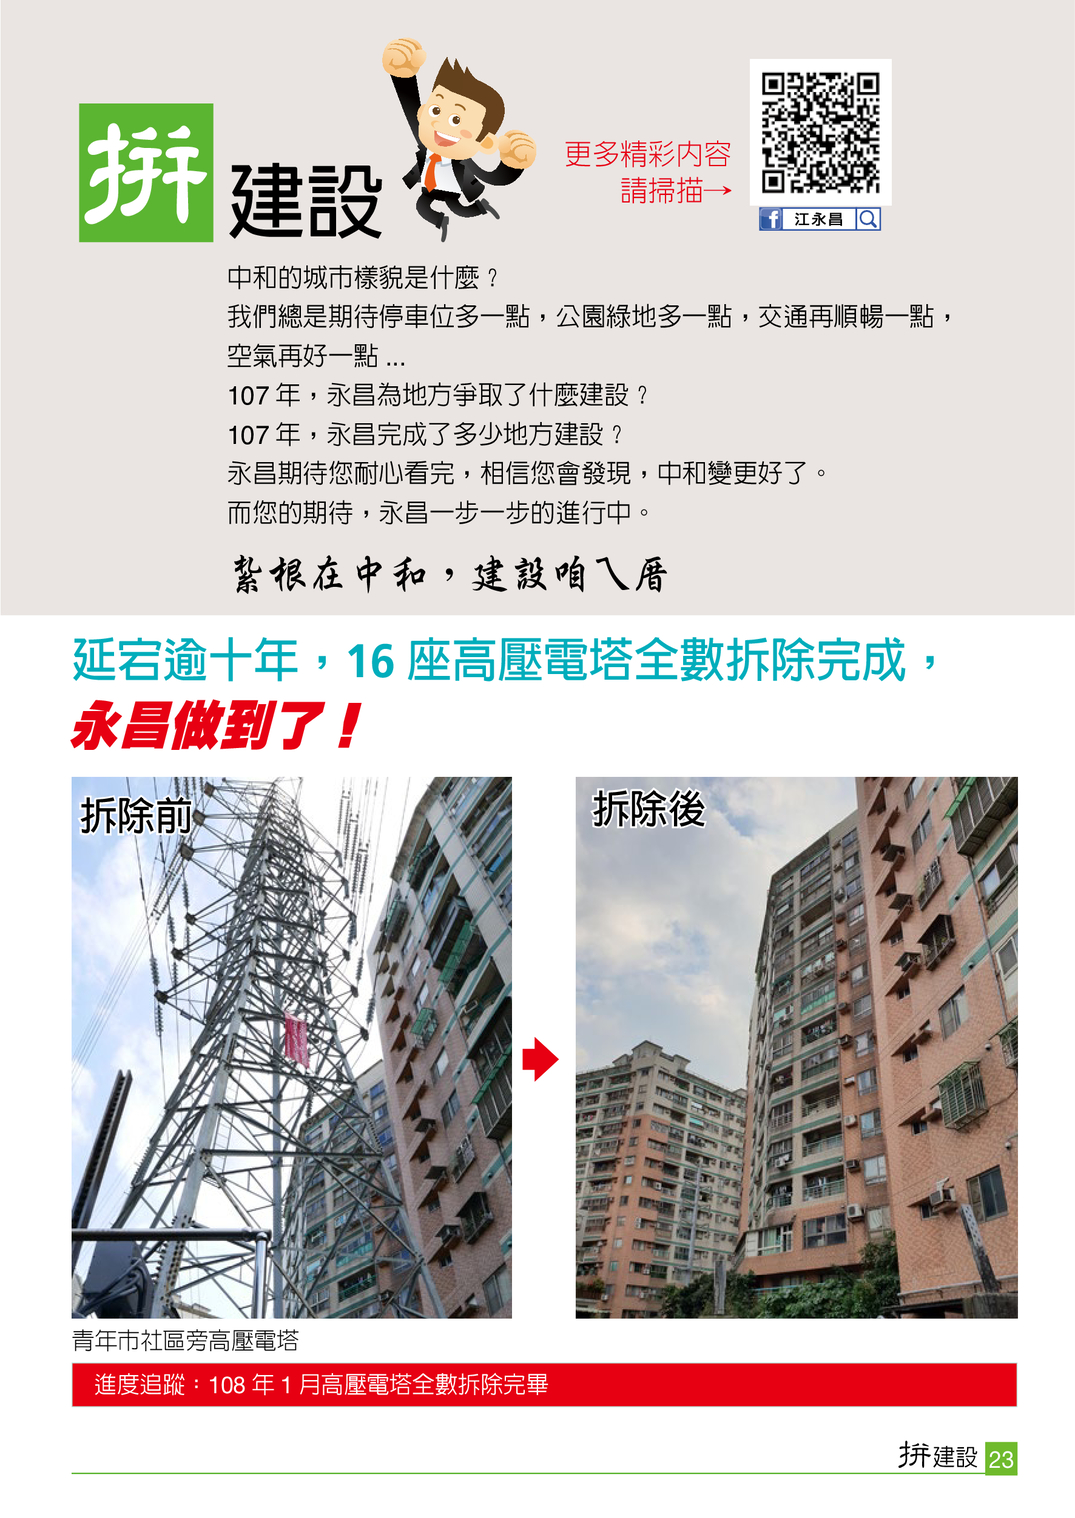 拚
建設
更多精彩內容
請掃描→
f 江永昌
中和的城市樣貌是什麼？
我們總是期待停車位多一點，公園綠地多一點，交通再順暢一點，
空氣再好一點 ...
107 年，永昌為地方爭取了什麼建設？
107 年，永昌完成了多少地方建設？
永昌期待您耐心看完，相信您會發現，中和變更好了。
而您的期待，永昌一步一步的進行中。
紮根在中和，建設咱ㄟ厝
延宕逾十年，16 座高壓電塔全數拆除完成，
永昌做到了！
拆除前
拆除後
青年市社區旁高壓電塔
進度追蹤：108 年 1 月高壓電塔全數拆除完畢
拚建設 23